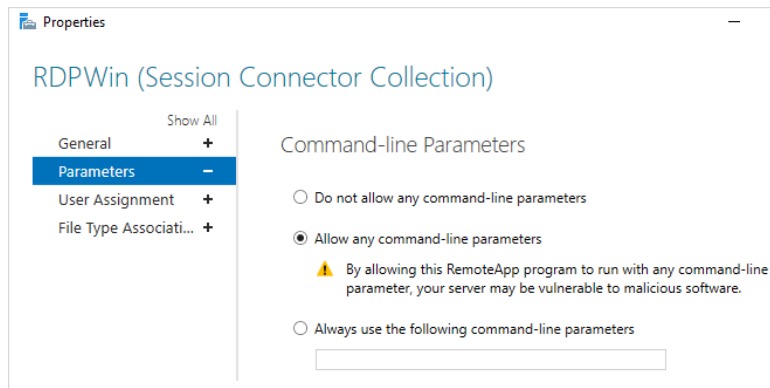 Properties
RDPWin (Session Connector Collection)
Show All
General +
Parameters –
User Assignment +
File Type Associati... +
Command-line Parameters
Do not allow any command-line parameters
Allow any command-line parameters
By allowing this RemoteApp program to run with any command-line
parameter, your server may be vulnerable to malicious software.
Always use the following command-line parameters